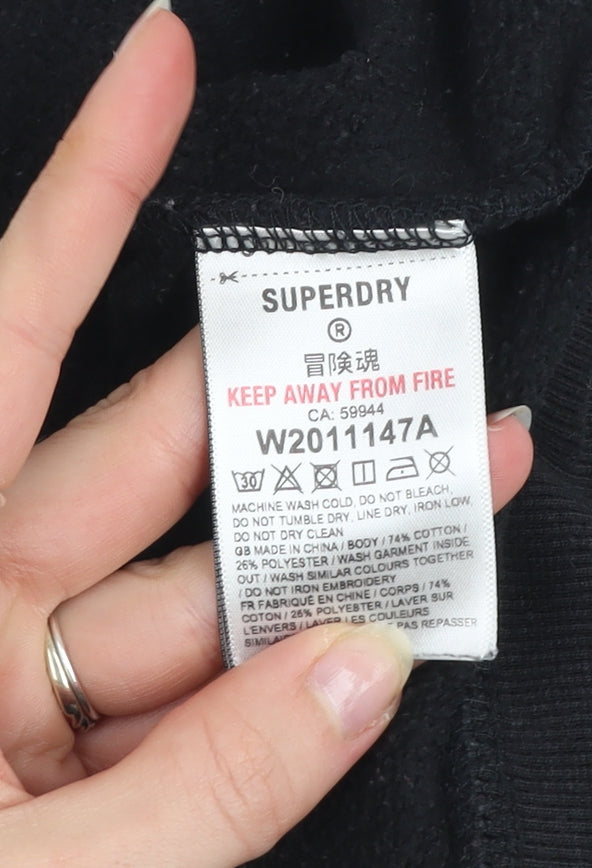 SUPERDRY
®
冒険魂
KEEP AWAY FROM FIRE
CA: 59944
W2011147A
30
MACHINE WASH COLD, DO NOT BLEACH,
DO NOT TUMBLE DRY, LINE DRY, IRON LOW,
DO NOT DRY CLEAN
GB MADE IN CHINA / BODY / 74% COTTON /
26% POLYESTER / WASH GARMENT INSIDE
OUT / WASH SIMILAR COLOURS TOGETHER
/ DO NOT IRON EMBROIDERY
FR FABRIQUÉ EN CHINE / CORPS / 74%
COTON / 26% POLYESTER / LAVER SUR
L'ENVERS / LAVER LES COULEURS
PAS REPASSER